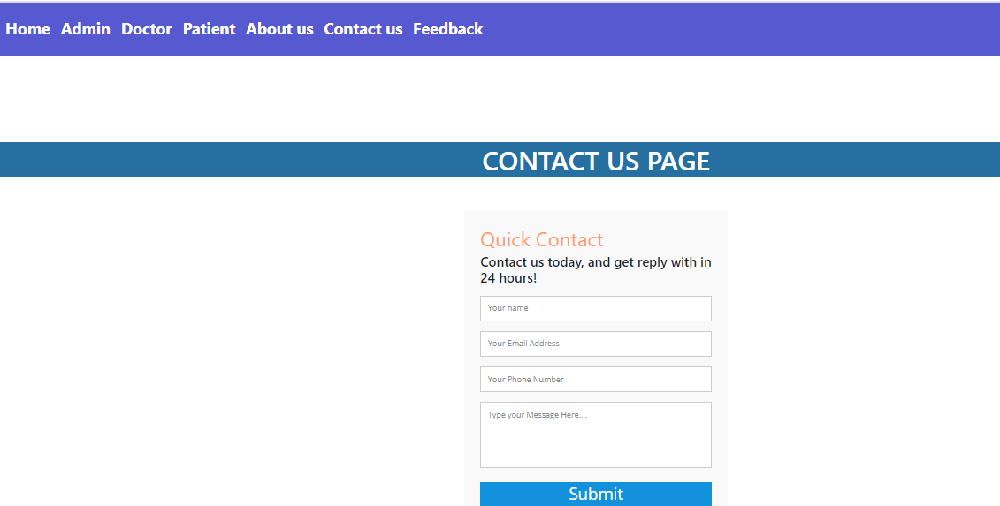 Home Admin Doctor Patient About us Contact us Feedback
CONTACT US PAGE
Quick Contact
Contact us today, and get reply with in
24 hours!
Your name
Your Email Address
Your Phone Number
Type your Message Here....
Submit